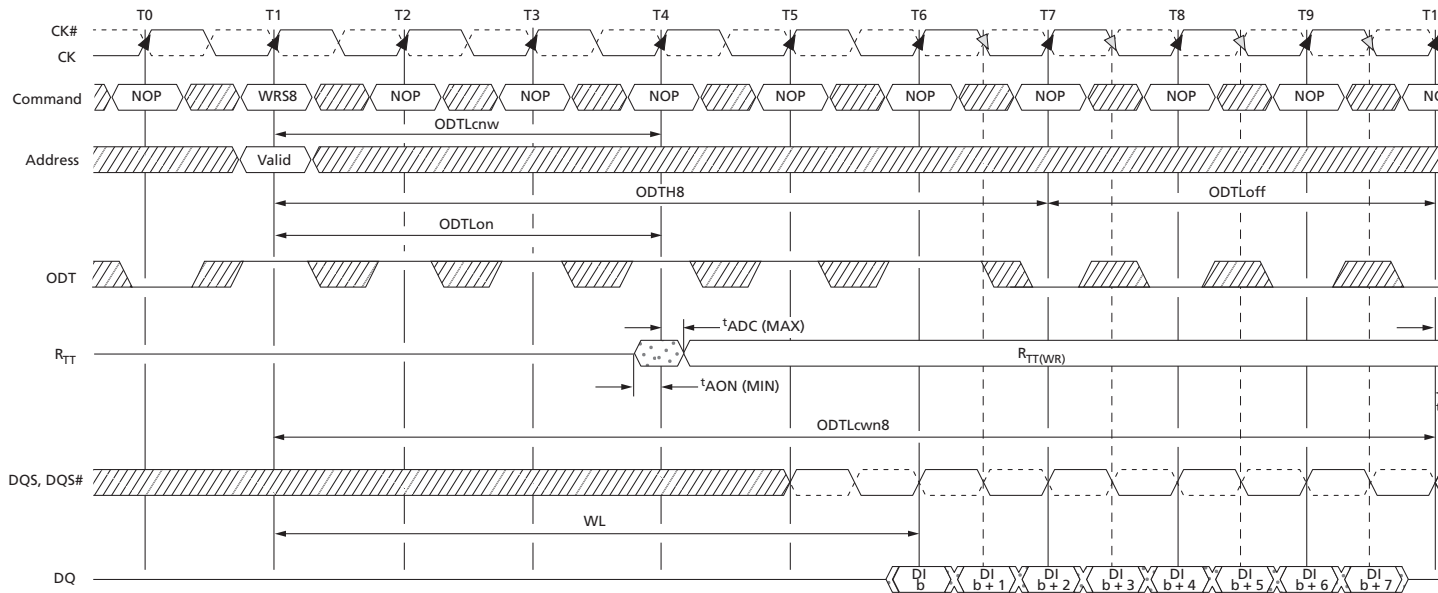 T0 T1 T2 T3 T4 T5 T6 T7 T8 T9 T1
CK#
CK
Command NOP WRS8 NOP NOP NOP NOP NOP NOP NOP NOP
ODTLcnw
Address Valid
ODTH8 ODTLoff
ODTLon
ODT
tADC (MAX)
RTT RTT(WR)
tAON (MIN)
ODTLcwn8
DQS, DQS#
WL
DQ DI b DI b + 1 DI b + 2 DI b + 3 DI b + 4 DI b + 5 DI b + 6 DI b + 7